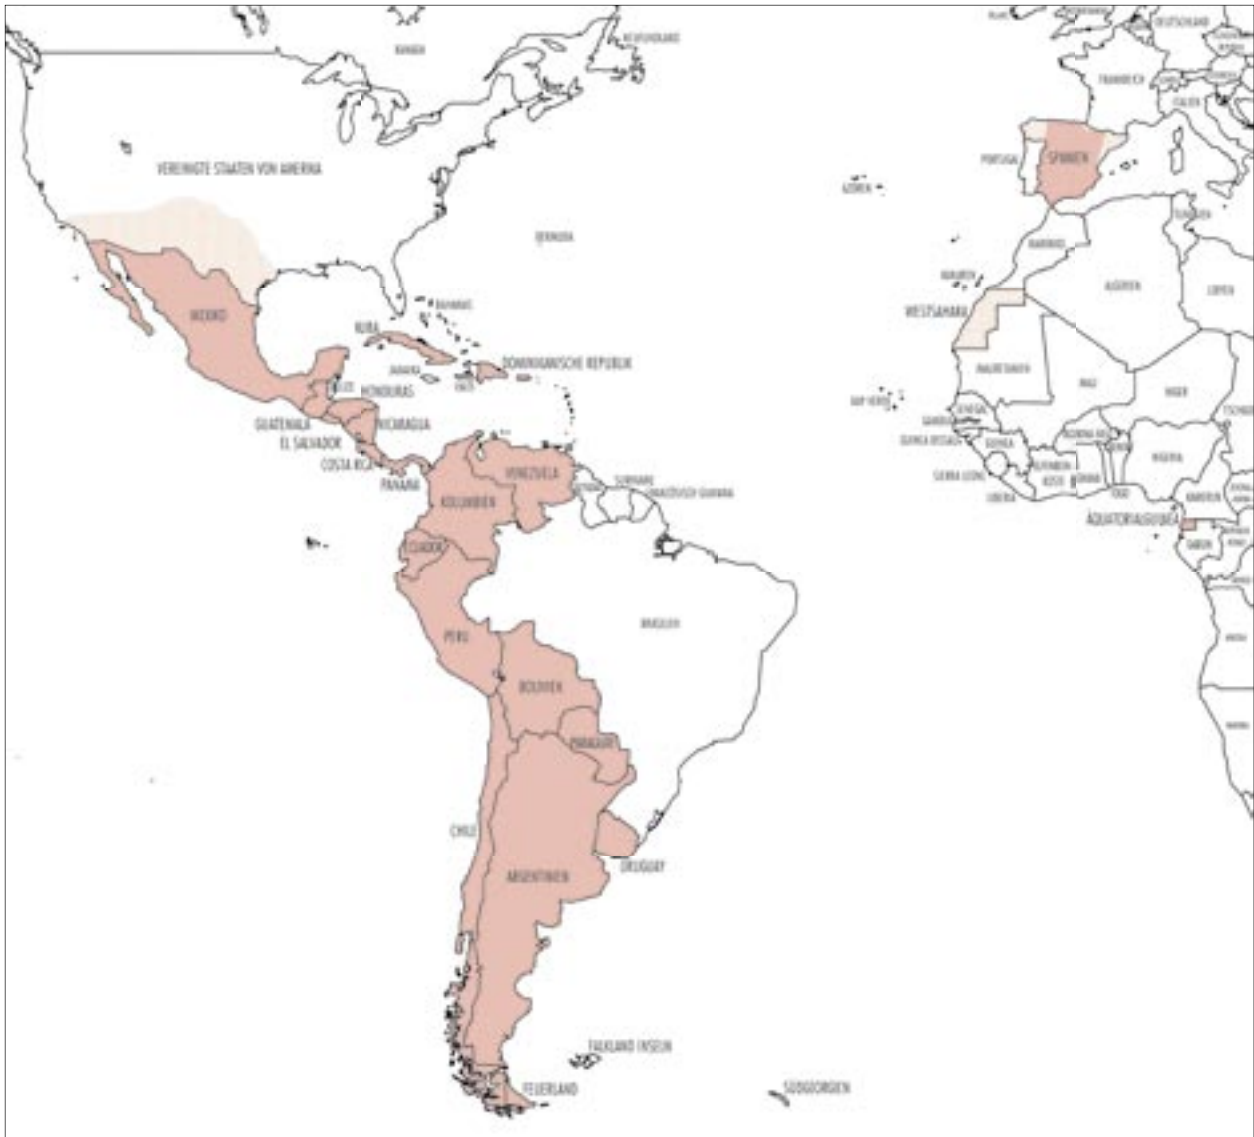 KANADA
NEUFUNDLAND
DEUTSCHLAND
FRANKREICH
ITALIEN
VEREINIGTE STAATEN VON AMERIKA
PORTUGAL
SPANIEN
AZOREN
BERMUDA
TUNESIEN
MAROKKO
KANAREN
ALGERIEN
LIBYEN
MEXIKO
BAHAMAS
WESTSAHARA
KUBA
DOMINIKANISCHE REPUBLIK
JAMAIKA
HAITI
MAURETANIEN
MALI
NIGER
BELIZE
HONDURAS
KAP VERDE
SENEGAL
GAMBIA
GUATEMALA
NICARAGUA
EL SALVADOR
GUINEA BISSAU
GUINEA
BURKINA FASO
NIGERIA
COSTA RICA
PANAMA
VENEZUELA
SURINAME
SIERRA LEONE
LIBERIA
GHANA
TOGO
KAMERUN
KOLUMBIEN
ÄQUATORIALGUINEA
GABUN
ECUADOR
BRASILIEN
PERU
BOLIVIEN
PARAGUAY
CHILE
URUGUAY
ARGENTINIEN
FALKLAND INSELN
FEUERLAND
SÜDGEORGIEN